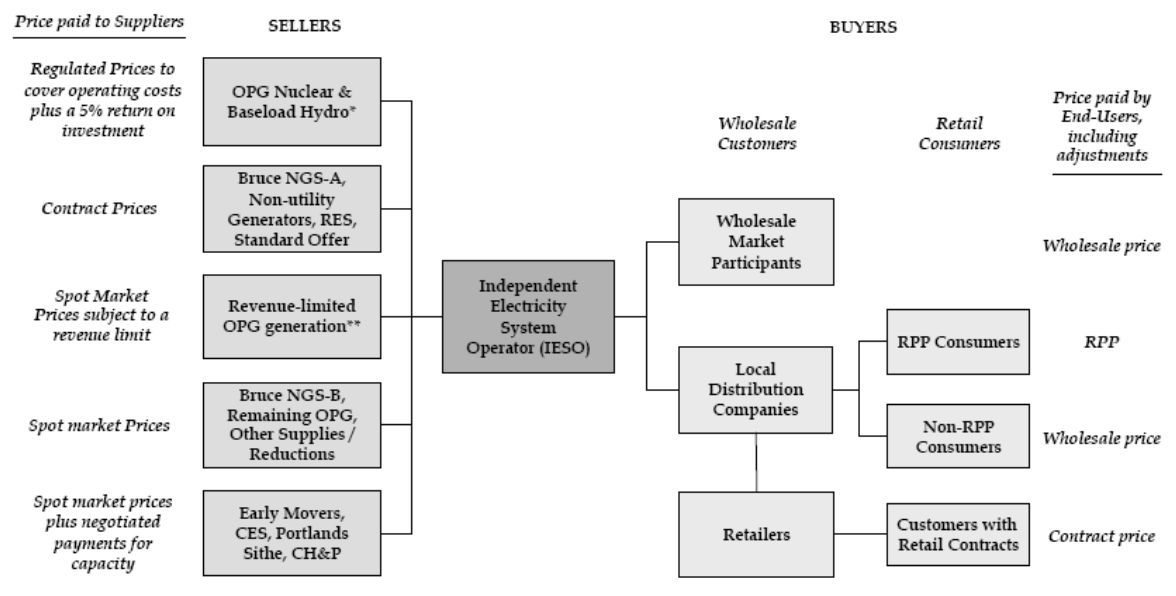 Price paid to Suppliers
SELLERS
BUYERS
Regulated Prices to
cover operating costs
plus a 5% return on
investment
OPG Nuclear &
Baseload Hydro*
Wholesale
Customers
Retail
Consumers
Price paid by
End-Users,
including
adjustments
Contract Prices
Bruce NGS-A,
Non-utility
Generators, RES,
Standard Offer
Wholesale
Market
Participants
Wholesale price
Spot Market
Prices subject to a
revenue limit
Revenue-limited
OPG generation**
Independent
Electricity
System
Operator (IESO)
RPP Consumers
RPP
Local
Distribution
Companies
Spot market Prices
Bruce NGS-B,
Remaining OPG,
Other Supplies /
Reductions
Non-RPP
Consumers
Wholesale price
Spot market prices
plus negotiated
payments for
capacity
Early Movers,
CES, Portlands
Sithe, CH&P
Retailers
Customers with
Retail Contracts
Contract price